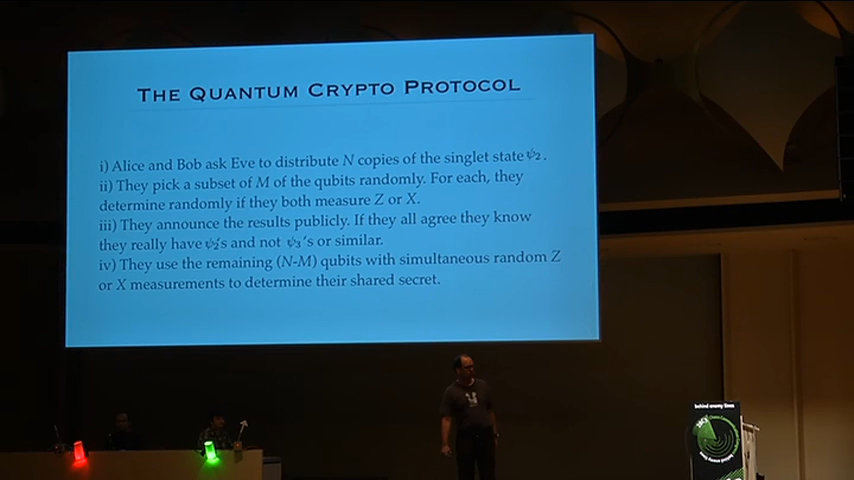 THE QUANTUM CRYPTO PROTOCOL
i) Alice and Bob ask Eve to distribute N copies of the singlet state ψ₂.
ii) They pick a subset of M of the qubits randomly. For each, they
determine randomly if they both measure Z or X.
iii) They announce the results publicly. If they all agree they know
they really have ψ₂'s and not ψ₃'s or similar.
iv) They use the remaining (N-M) qubits with simultaneous random Z
or X measurements to determine their shared secret.
behind enemy lines